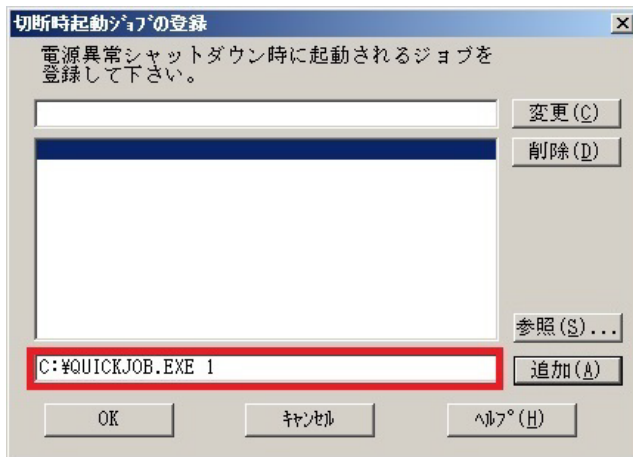 切断時起動ｼﾞｮﾌﾞの登録
電源異常シャットダウン時に起動されるジョブを
登録して下さい。
変更(C)
削除(D)
参照(S)...
C:¥QUICKJOB.EXE 1
追加(A)
OK
ｷｬﾝｾﾙ
ﾍﾙﾌﾟ(H)